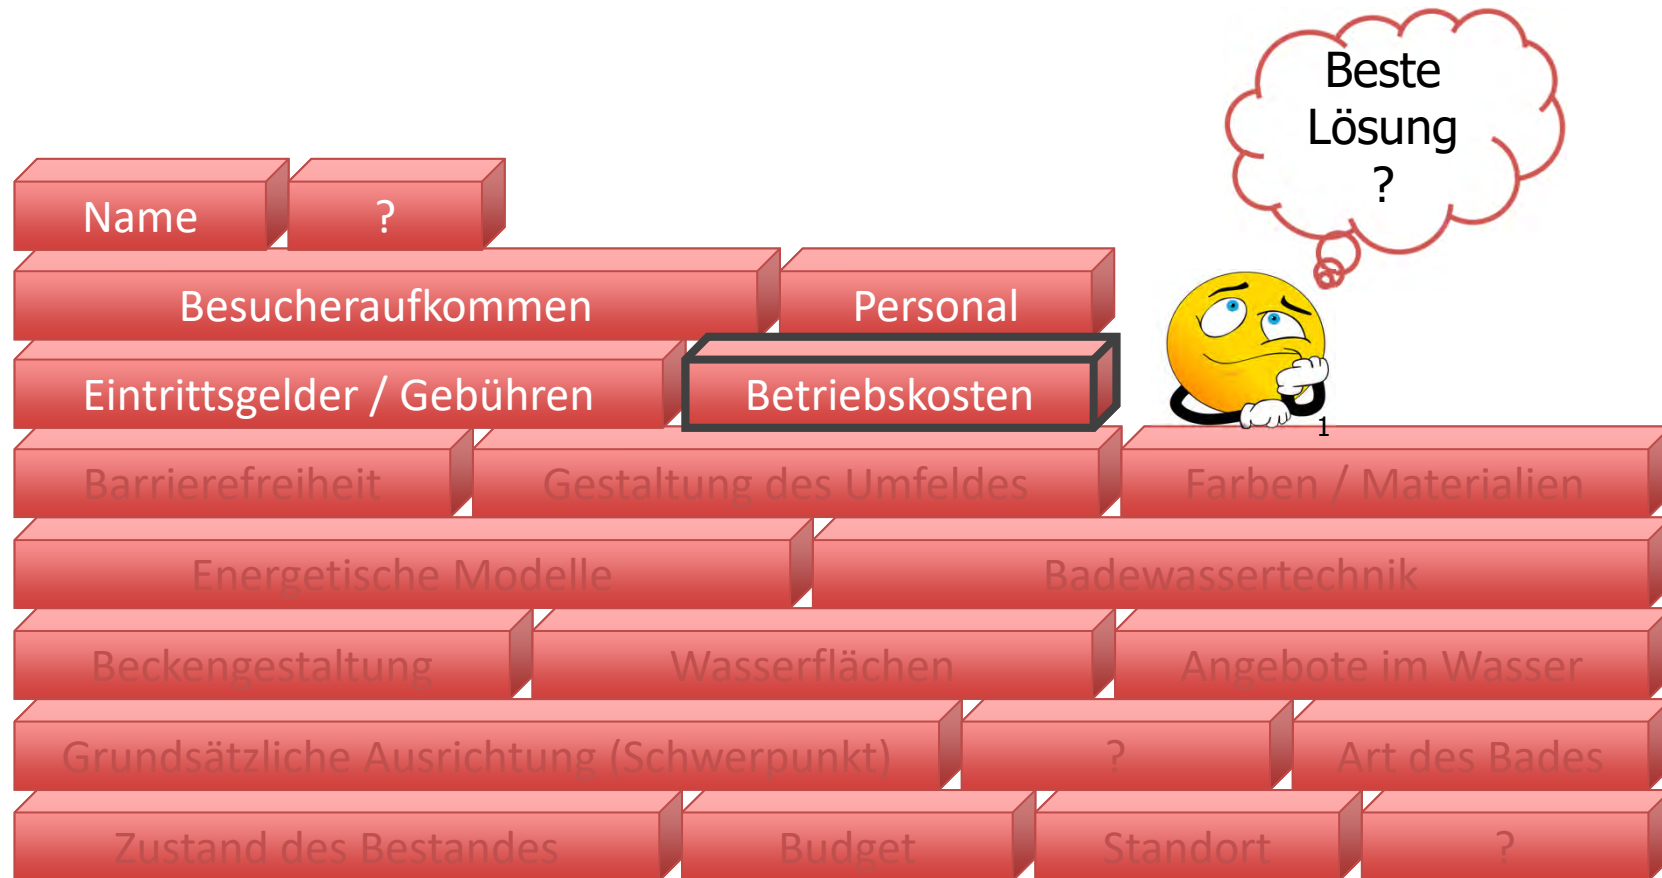 Beste
Lösung
?
Name
?
Besucheraufkommen
Personal
Eintrittsgelder / Gebühren
Betriebskosten
1
Barrierefreiheit
Gestaltung des Umfeldes
Farben / Materialien
Energetische Modelle
Badewassertechnik
Beckengestaltung
Wasserflächen
Angebote im Wasser
Grundsätzliche Ausrichtung (Schwerpunkt)
?
Art des Bades
Zustand des Bestandes
Budget
Standort
?